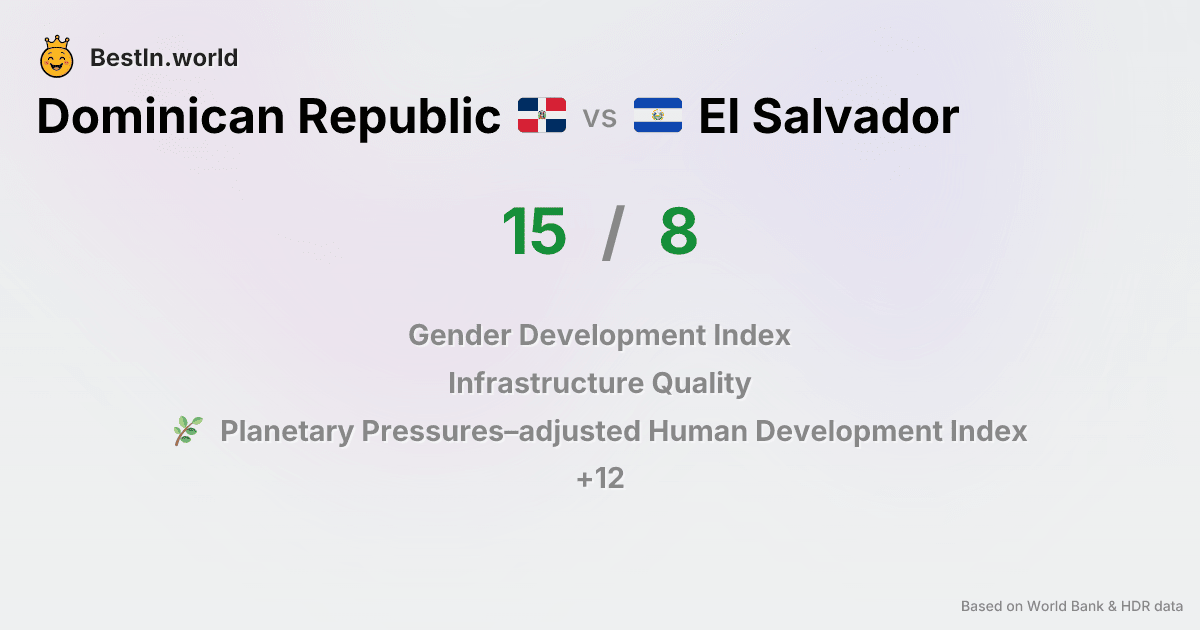 BestIn.world
Dominican Republic vs El Salvador
15 / 8
Gender Development Index
Infrastructure Quality
Planetary Pressures–adjusted Human Development Index
+12
Based on World Bank & HDR data